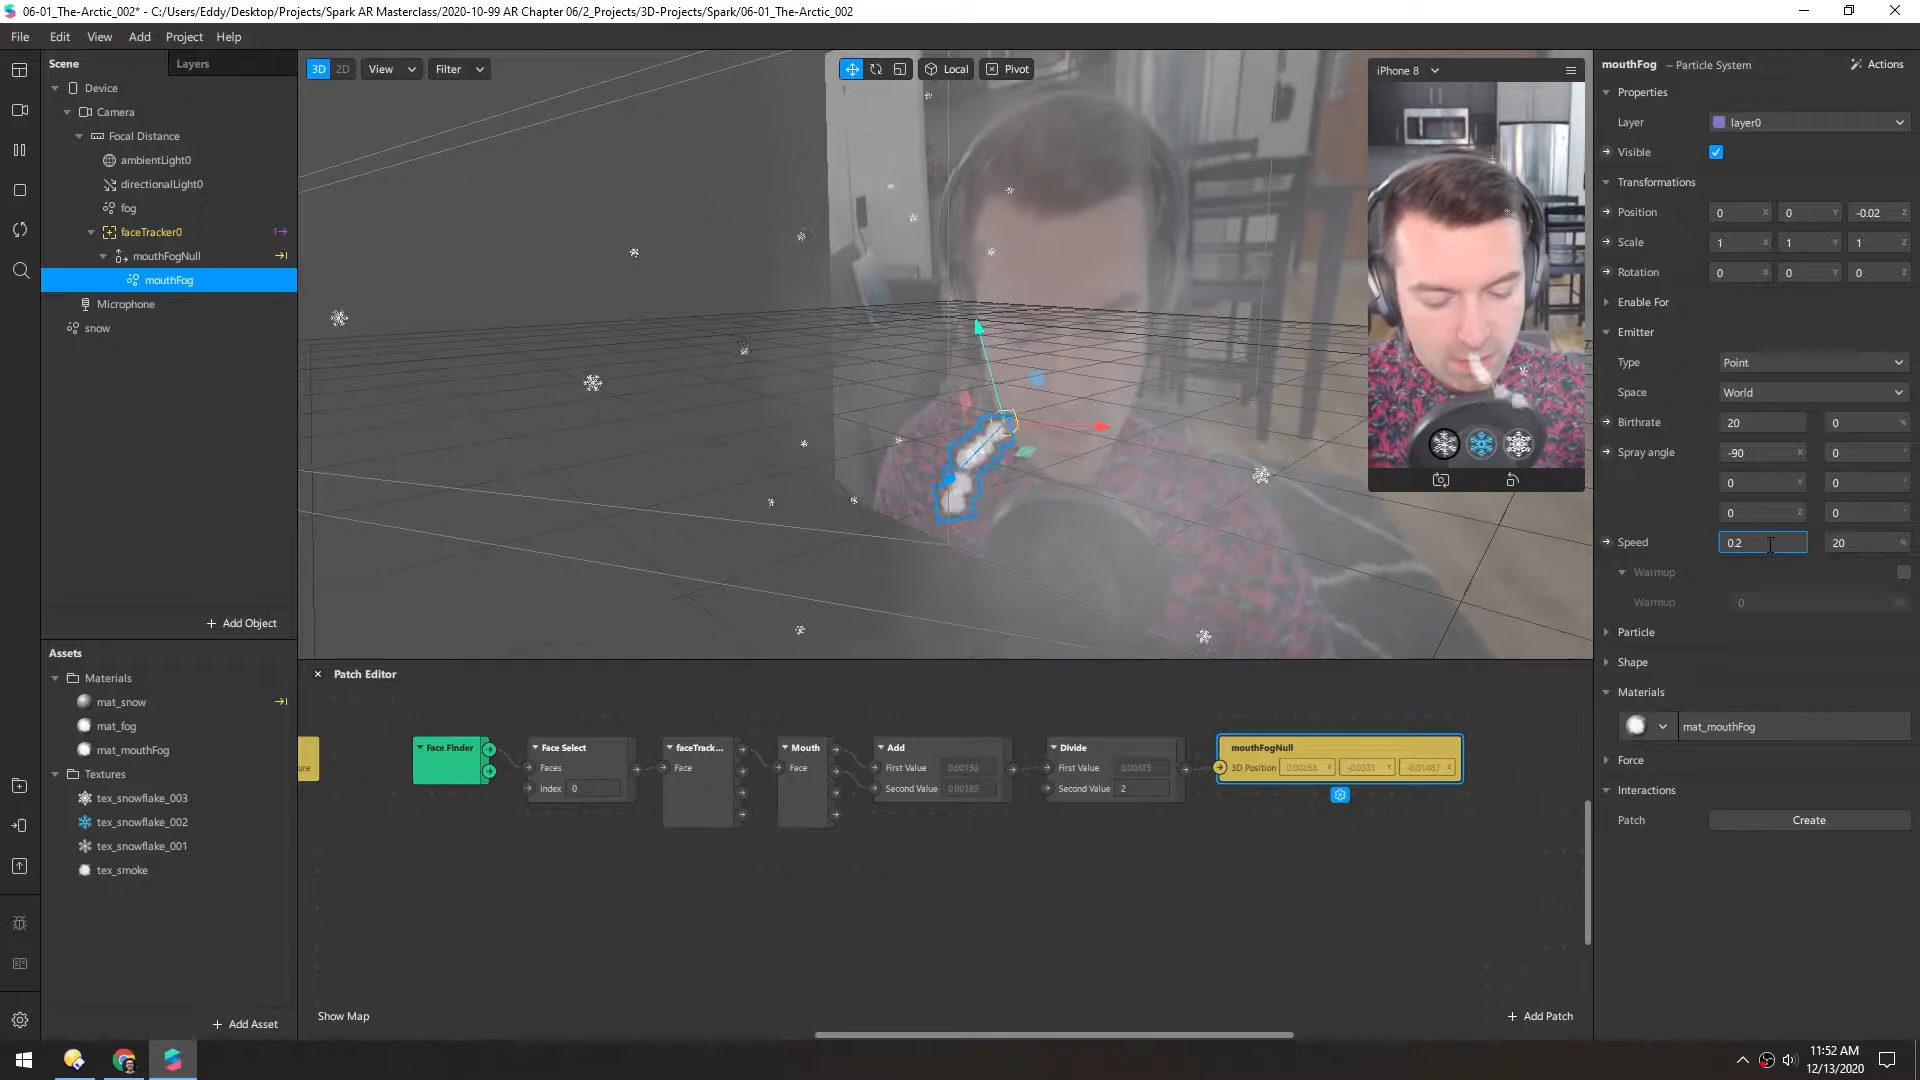 06-01_The-Arctic_002* - C:/Users/Eddy/Desktop/Projects/Spark AR Masterclass/2020-10-99 AR Chapter 06/2_Projects/3D-Projects/Spark/06-01_The-Arctic_002
File Edit View Add Project Help
Scene Layers
Device
Camera
Focal Distance
ambientLight0
directionalLight0
fog
faceTracker0
mouthFogNull
mouthFog
Microphone
snow
+ Add Object
Assets
Materials
mat_snow
mat_fog
mat_mouthFog
Textures
tex_snowflake_003
tex_snowflake_002
tex_snowflake_001
tex_smoke
+ Add Asset
3D 2D View Filter Local Pivot
iPhone 8
Patch Editor
ure
Face Finder
Face Select
Faces
Index 0
faceTrack...
Face
Mouth
Face
Add
First Value
Second Value 0.00189
Divide
First Value
Second Value 2
mouthFogNull
3D Position
Show Map
+ Add Patch
mouthFog – Particle System Actions
Properties
Layer layer0
Visible
Transformations
Position 0 X 0 Y -0.02 Z
Scale 1 X 1 Y 1 Z
Rotation 0 X 0 Y 0 Z
Enable For
Emitter
Type Point
Space World
Birthrate 20 0 %
Spray angle -90 X 0 °
0 Y 0 °
0 Z 0 °
Speed 0.2 20 %
Warmup
Warmup 0
Particle
Shape
Materials
mat_mouthFog
Force
Interactions
Patch Create
11:52 AM
12/13/2020